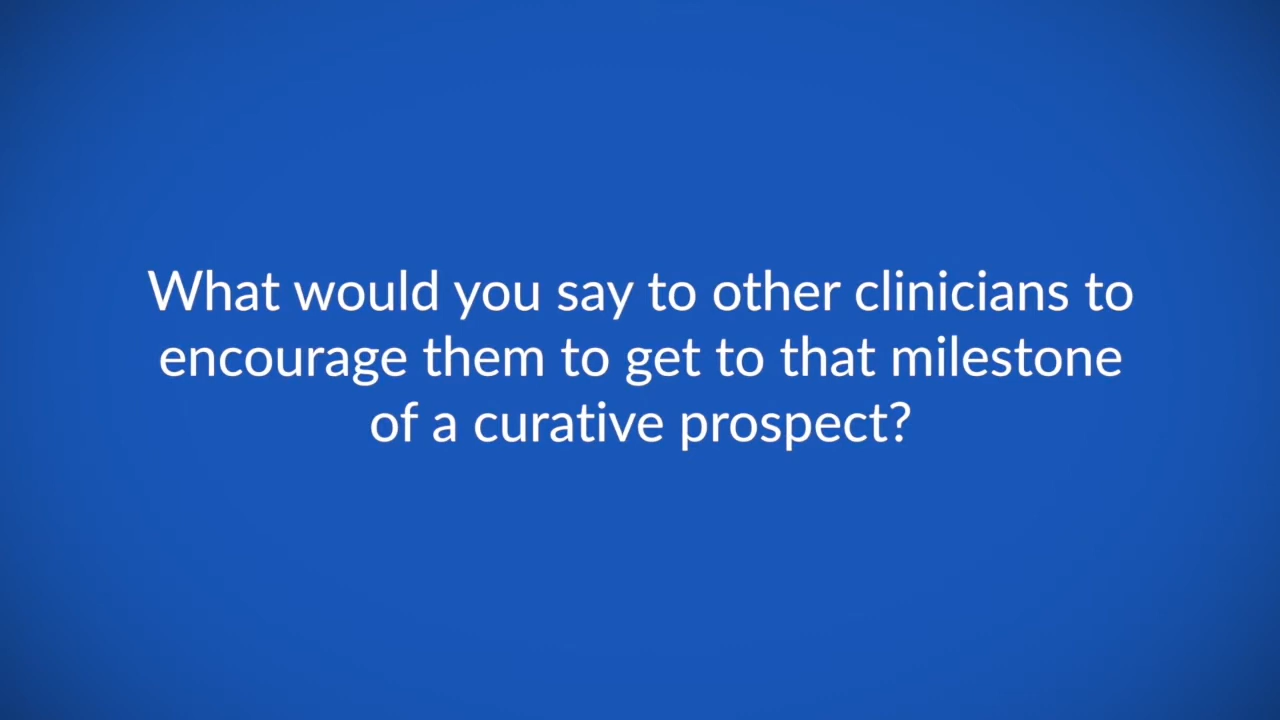 What would you say to other clinicians to
encourage them to get to that milestone
of a curative prospect?